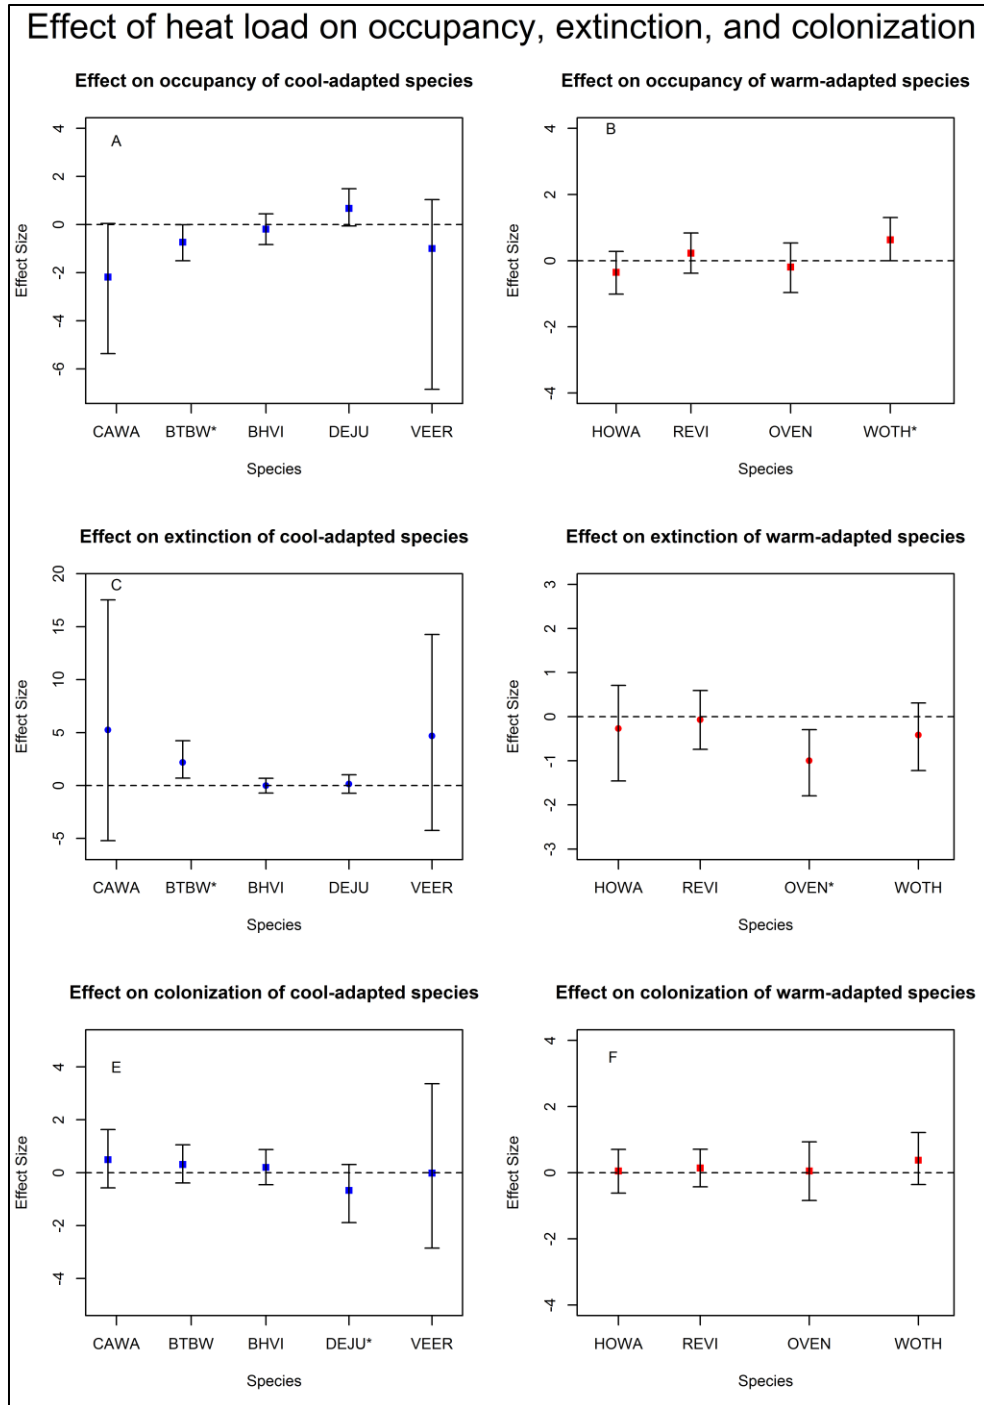 Effect of heat load on occupancy, extinction, and colonization
Effect on occupancy of cool-adapted species
A
4
2
0
-2
-4
-6
Effect Size
CAWA BTBW* BHVI DEJU VEER
Species
Effect on occupancy of warm-adapted species
B
4
2
0
-2
-4
Effect Size
HOWA REVI OVEN WOTH*
Species
Effect on extinction of cool-adapted species
C
20
15
10
5
0
-5
Effect Size
CAWA BTBW* BHVI DEJU VEER
Species
Effect on extinction of warm-adapted species
3
2
1
0
-1
-2
-3
Effect Size
HOWA REVI OVEN* WOTH
Species
Effect on colonization of cool-adapted species
E
4
2
0
-2
-4
Effect Size
CAWA BTBW BHVI DEJU* VEER
Species
Effect on colonization of warm-adapted species
F
4
2
0
-2
-4
Effect Size
HOWA REVI OVEN WOTH
Species